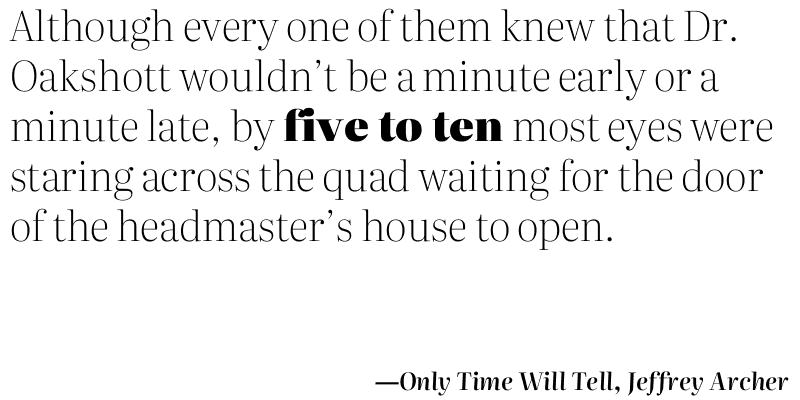 Although every one of them knew that Dr.
Oakshott wouldn’t be a minute early or a
minute late, by five to ten most eyes were
staring across the quad waiting for the door
of the headmaster’s house to open.
—Only Time Will Tell, Jeffrey Archer